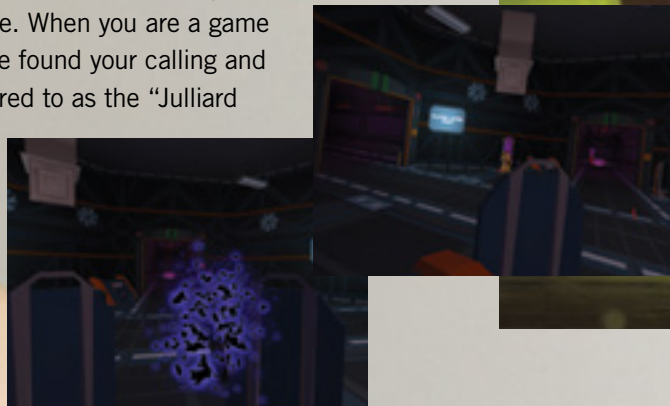 e. When you are a game
e found your calling and
red to as the “Julliard